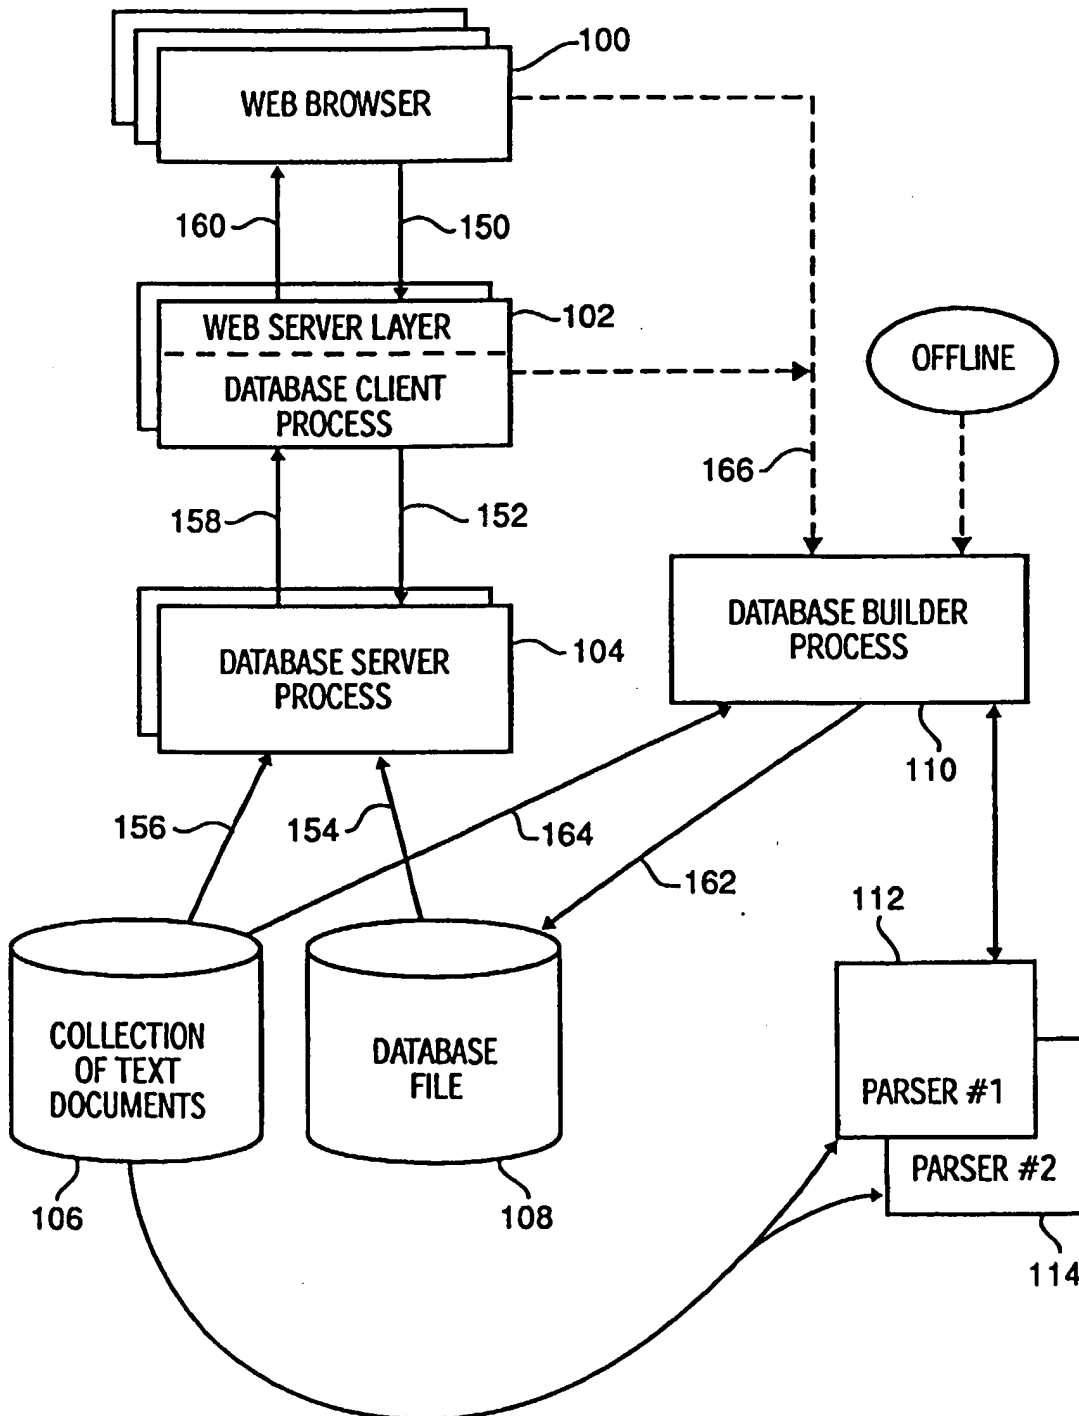 100
WEB BROWSER
160
150
WEB SERVER LAYER
102
DATABASE CLIENT
PROCESS
OFFLINE
166
158
152
DATABASE BUILDER
PROCESS
DATABASE SERVER
PROCESS
104
110
156
154
164
162
112
COLLECTION
OF TEXT
DOCUMENTS
DATABASE
FILE
PARSER #1
PARSER #2
106
108
114